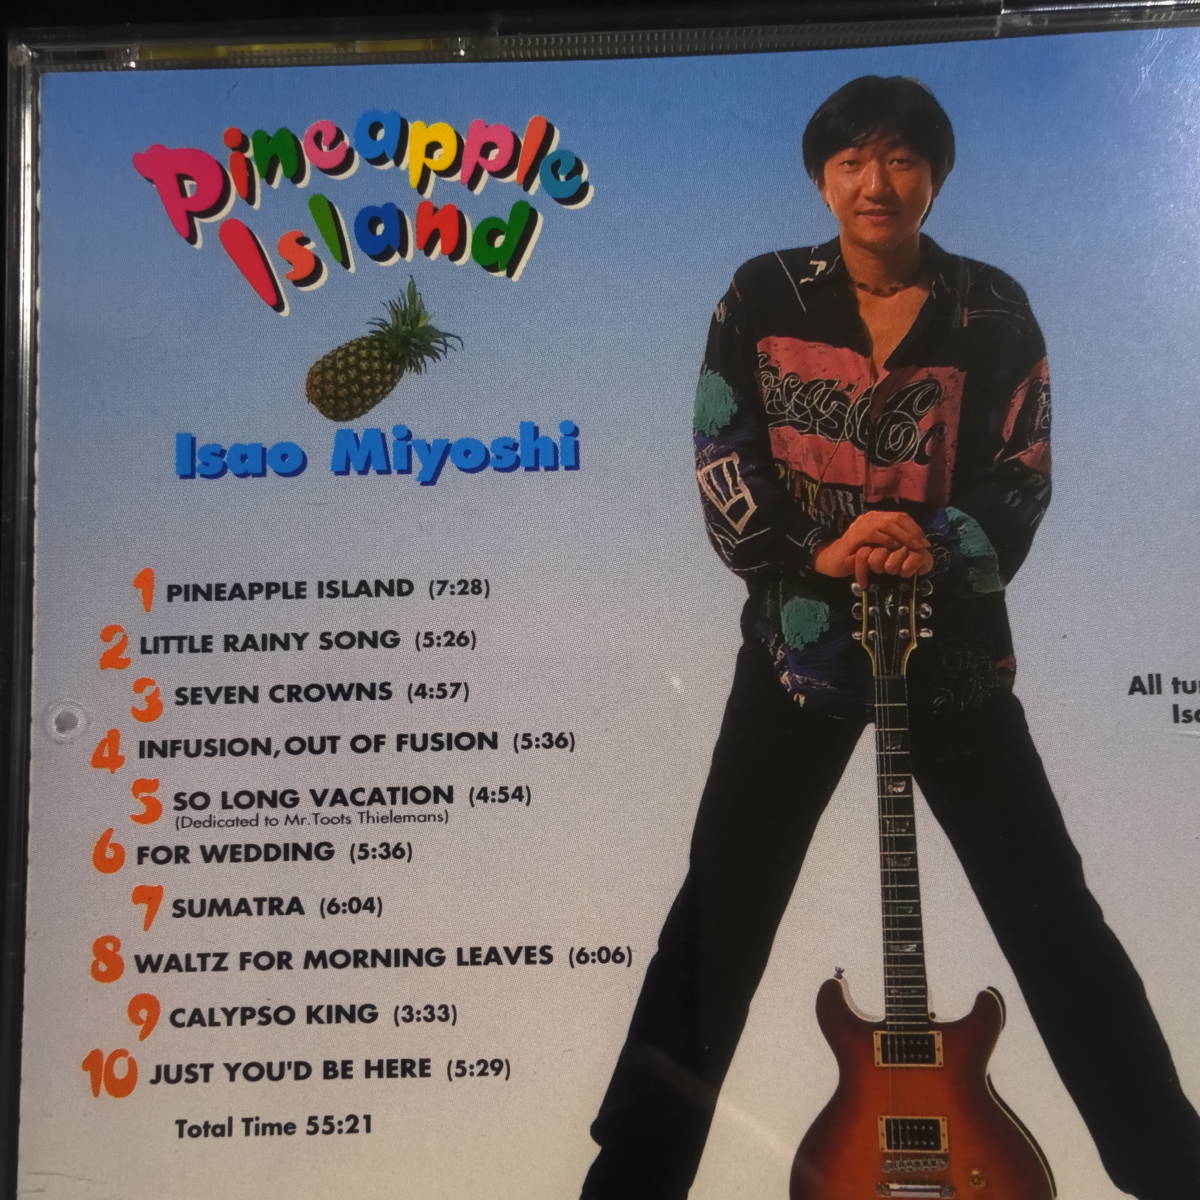 Pineapple
Island
Isao Miyoshi
1 PINEAPPLE ISLAND (7:28)
2 LITTLE RAINY SONG (5:26)
3 SEVEN CROWNS (4:57)
4 INFUSION, OUT OF FUSION (5:36)
5 SO LONG VACATION (4:54)
(Dedicated to Mr. Toots Thielemans)
6 FOR WEDDING (5:36)
7 SUMATRA (6:04)
8 WALTZ FOR MORNING LEAVES (6:06)
9 CALYPSO KING (3:33)
10 JUST YOU'D BE HERE (5:29)
Total Time 55:21
All